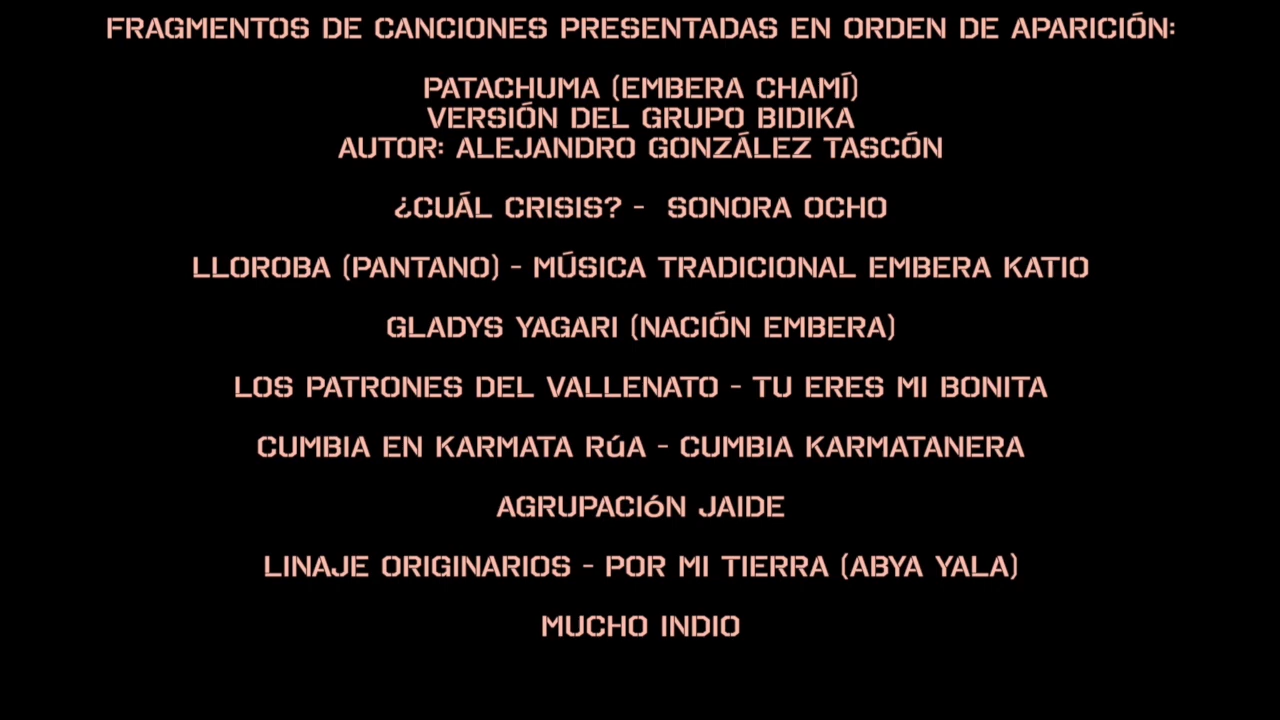 FRAGMENTOS DE CANCIONES PRESENTADAS EN ORDEN DE APARICIÓN:
PATACHUMA (EMBERA CHAMÍ)
VERSIÓN DEL GRUPO BIDIKA
AUTOR: ALEJANDRO GONZÁLEZ TASCÓN
¿CUÁL CRISIS? - SONORA OCHO
LLOROBA (PANTANO) - MÚSICA TRADICIONAL EMBERA KATIO
GLADYS YAGARI (NACIÓN EMBERA)
LOS PATRONES DEL VALLENATO - TU ERES MI BONITA
CUMBIA EN KARMATA RúA - CUMBIA KARMATANERA
AGRUPACIóN JAIDE
LINAJE ORIGINARIOS - POR MI TIERRA (ABYA YALA)
MUCHO INDIO